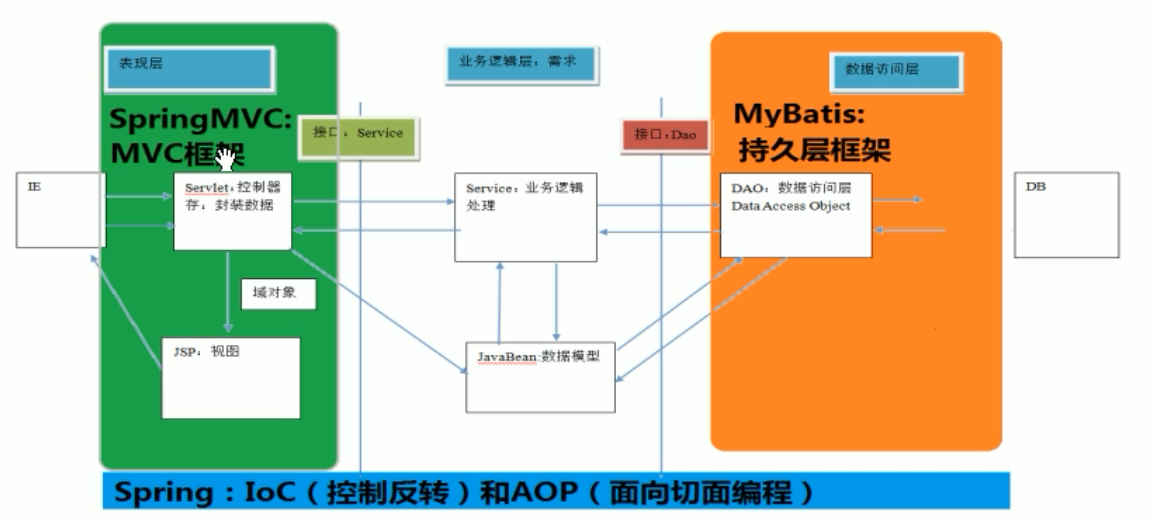 表现层
业务逻辑层：需求
数据访问层
SpringMVC:
MVC框架
接口：Service
接口:Dao
MyBatis:
持久层框架
IE
Servlet:控制器
存：封装数据
Service：业务逻辑
处理
DAO：数据访问层
Data Access Object
DB
域对象
JSP：视图
JavaBean:数据模型
Spring：IoC（控制反转）和AOP（面向切面编程）